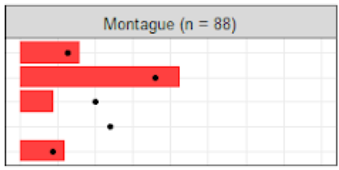 Montague (n = 88)